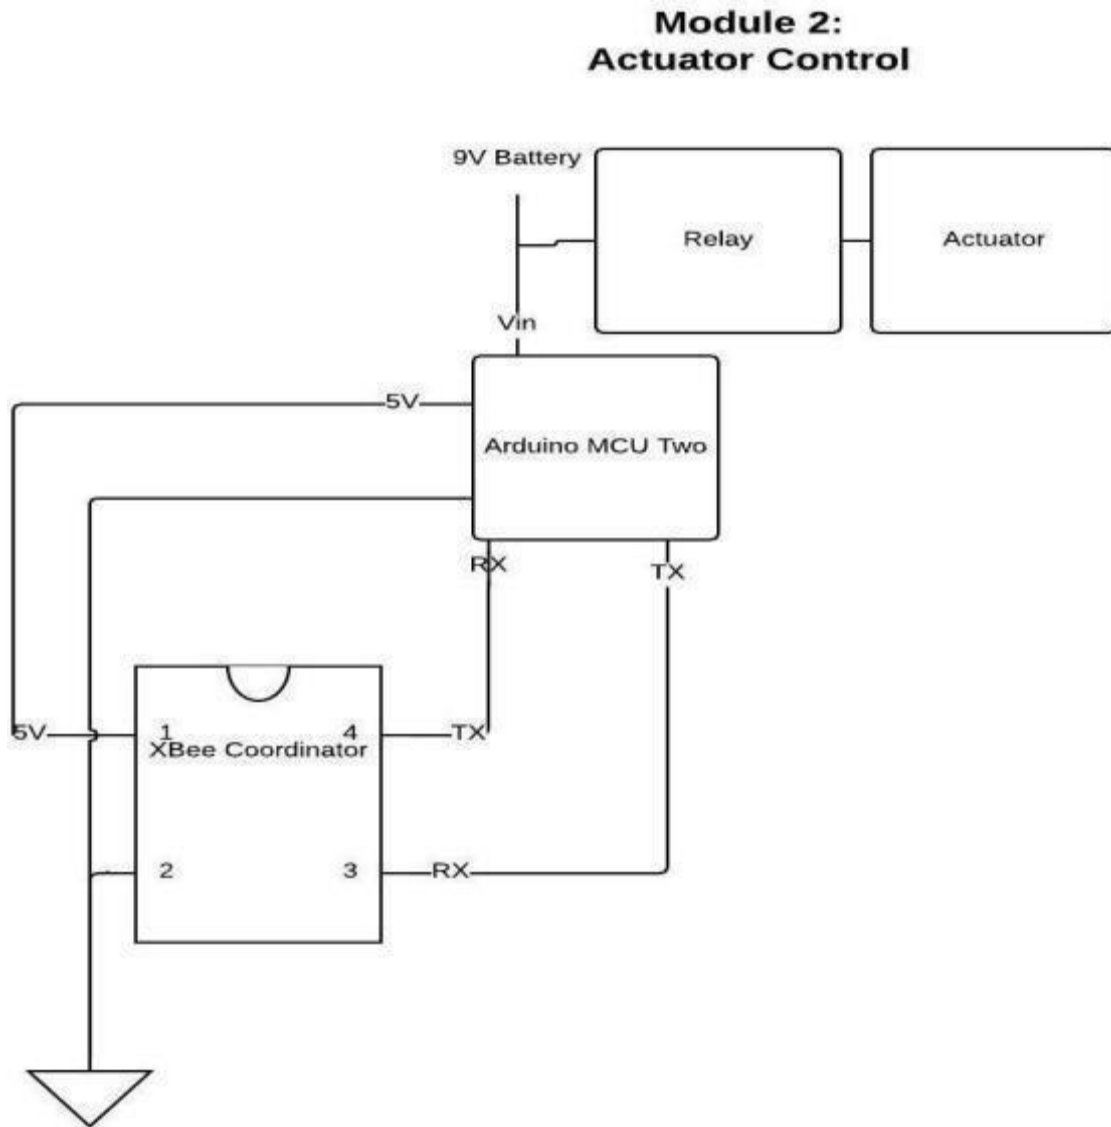 Module 2:
Actuator Control
9V Battery
Relay
Actuator
Vin
5V
Arduino MCU Two
RX
TX
5V
1
4
TX
XBee Coordinator
2
3
RX